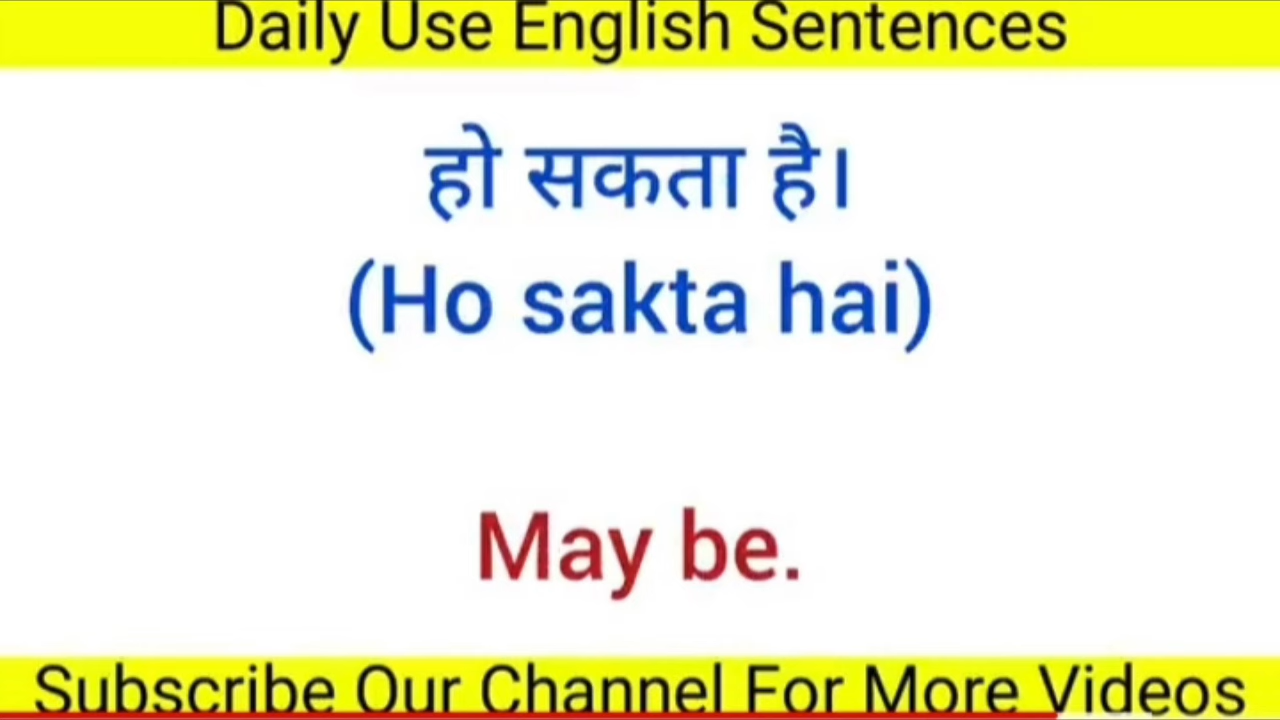 Daily Use English Sentences
हो सकता है।
(Ho sakta hai)
May be.
Subscribe Our Channel For More Videos